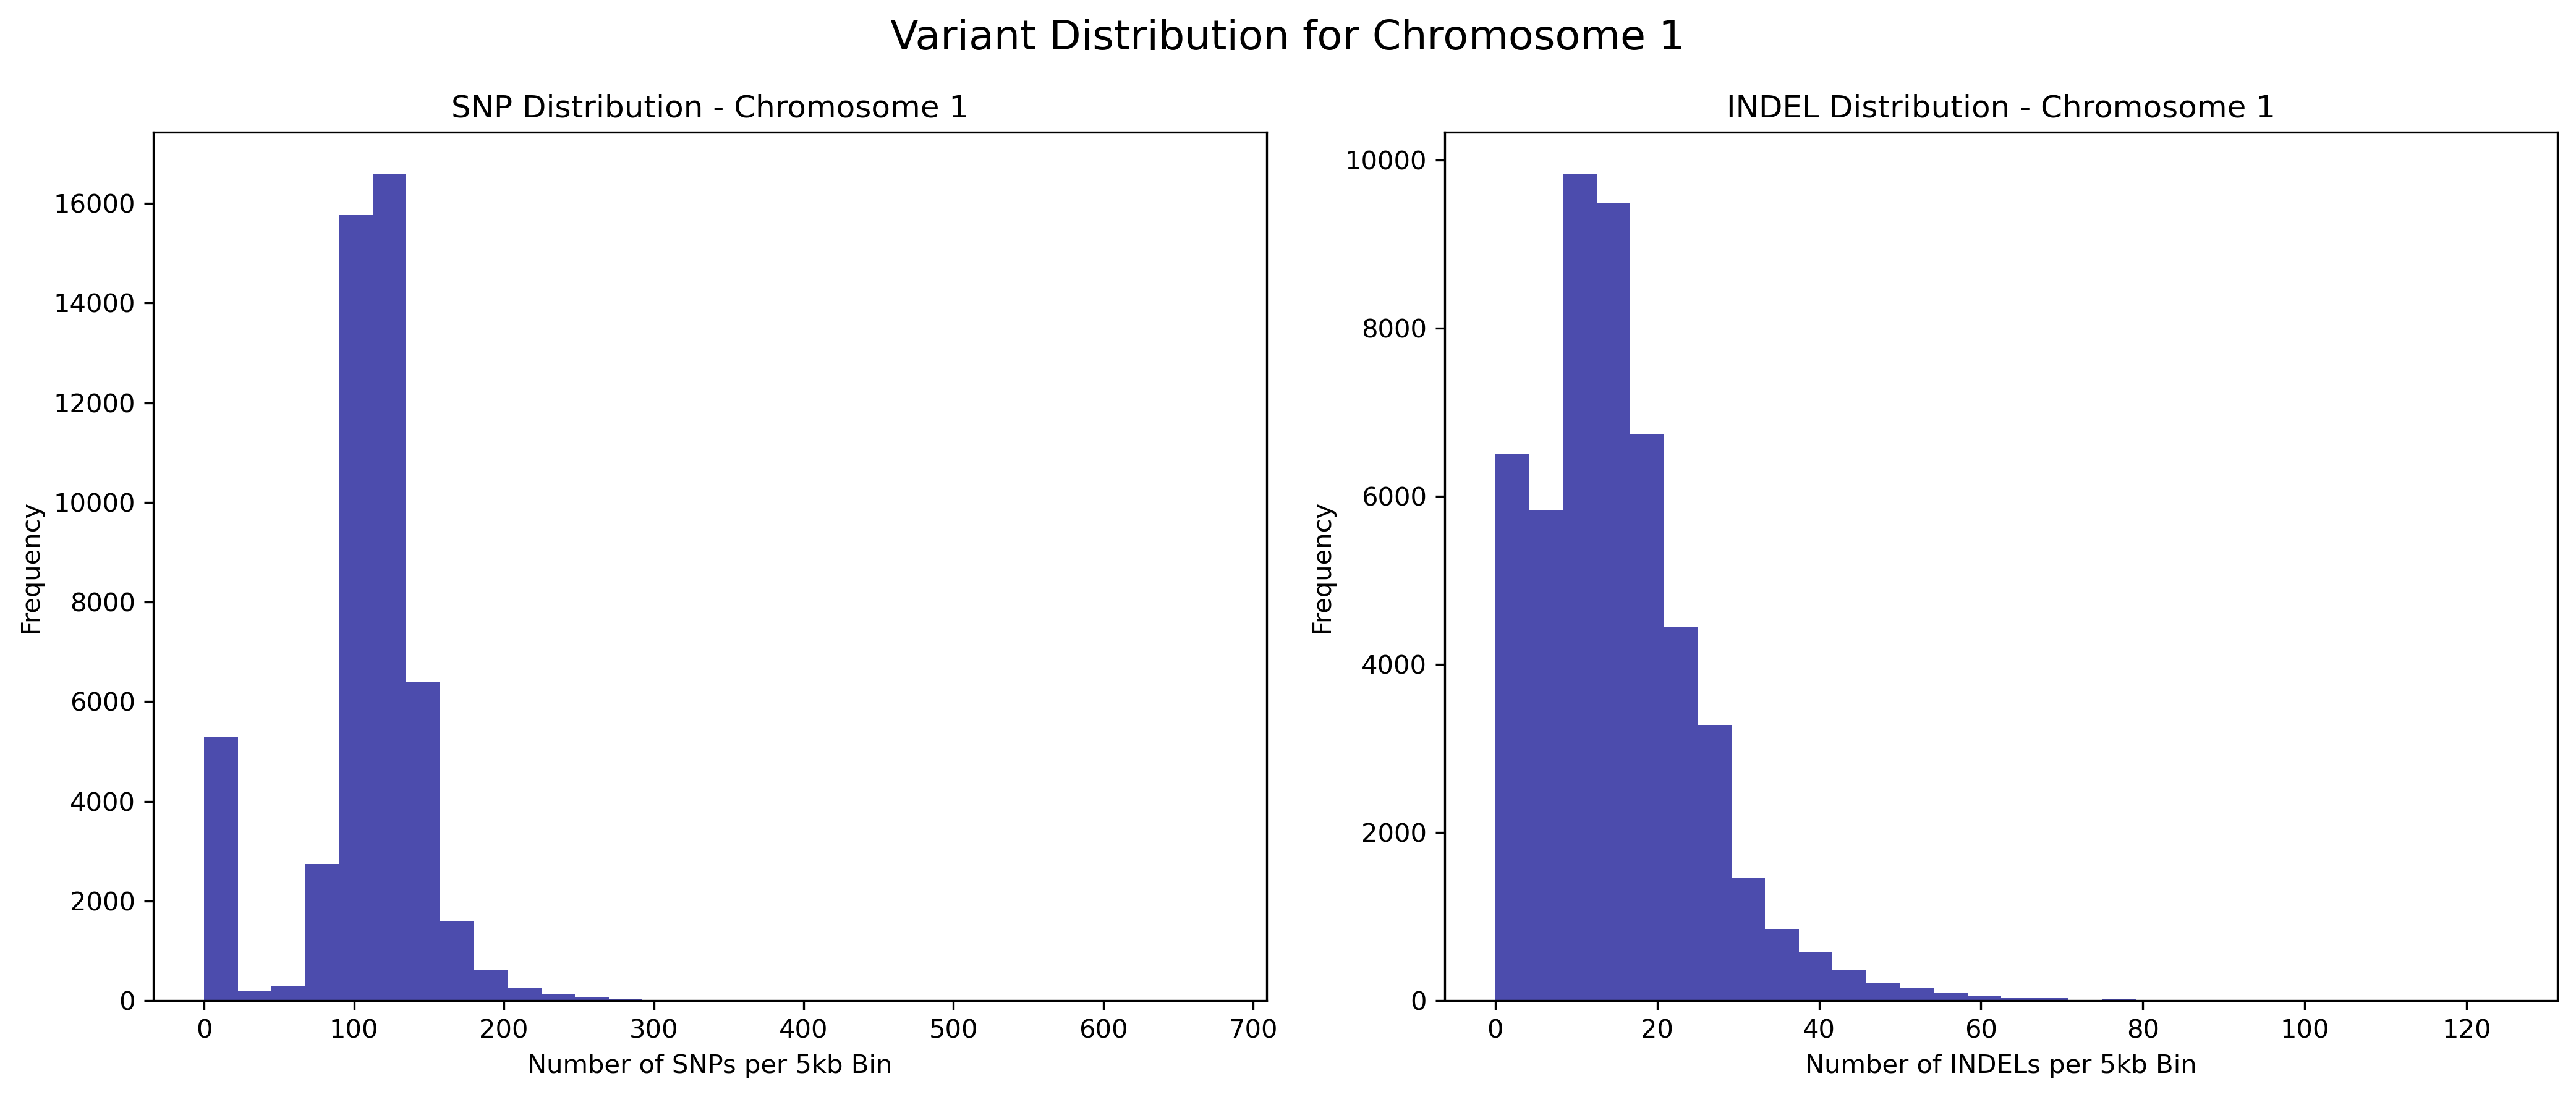 Variant Distribution for Chromosome 1
SNP Distribution - Chromosome 1
Frequency
16000
14000
12000
10000
8000
6000
4000
2000
0
0 100 200 300 400 500 600 700
Number of SNPs per 5kb Bin
INDEL Distribution - Chromosome 1
Frequency
10000
8000
6000
4000
2000
0
0 20 40 60 80 100 120
Number of INDELs per 5kb Bin